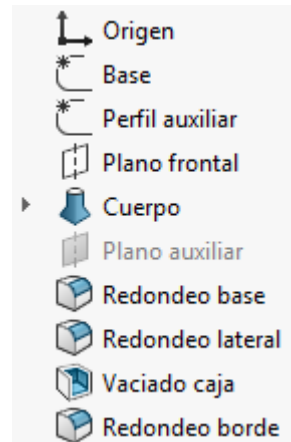 Origen
Base
Perfil auxiliar
Plano frontal
Cuerpo
Plano auxiliar
Redondeo base
Redondeo lateral
Vaciado caja
Redondeo borde